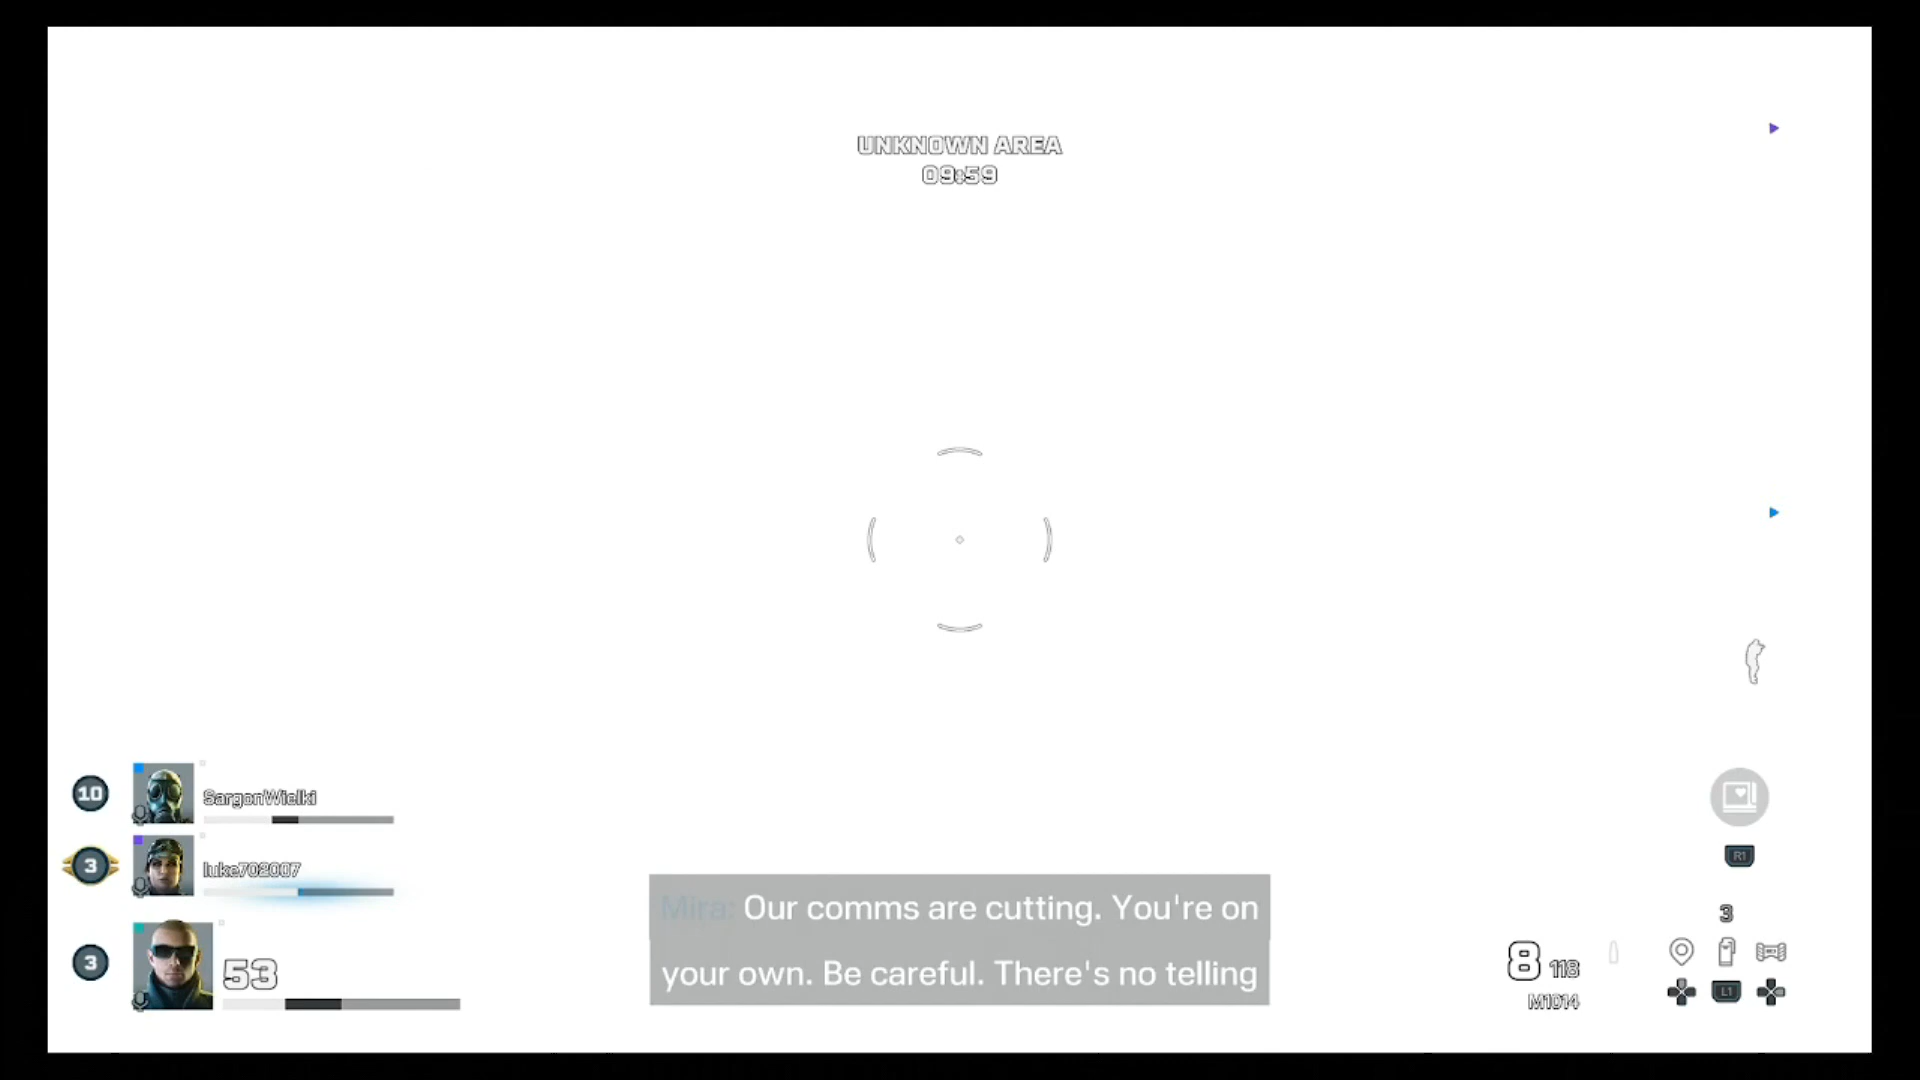 UNKNOWN AREA
09:59
10
SargonWielki
3
luke702007
3
53
Mira: Our comms are cutting. You're on
your own. Be careful. There's no telling
R1
3
8 118
M1014
L1